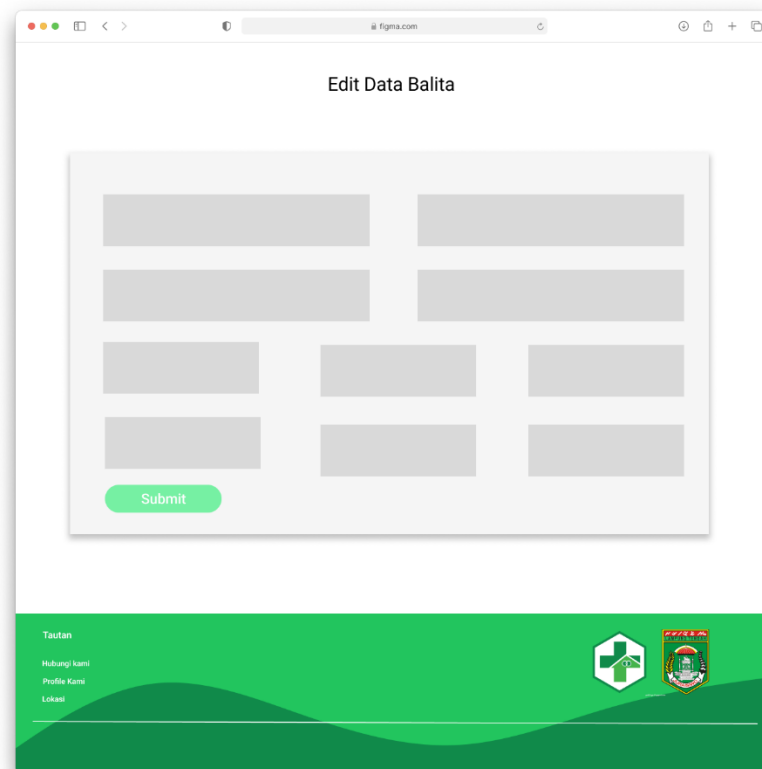 figma.com
Edit Data Balita
Submit
Tautan
Hubungi kami
Profile Kami
Lokasi